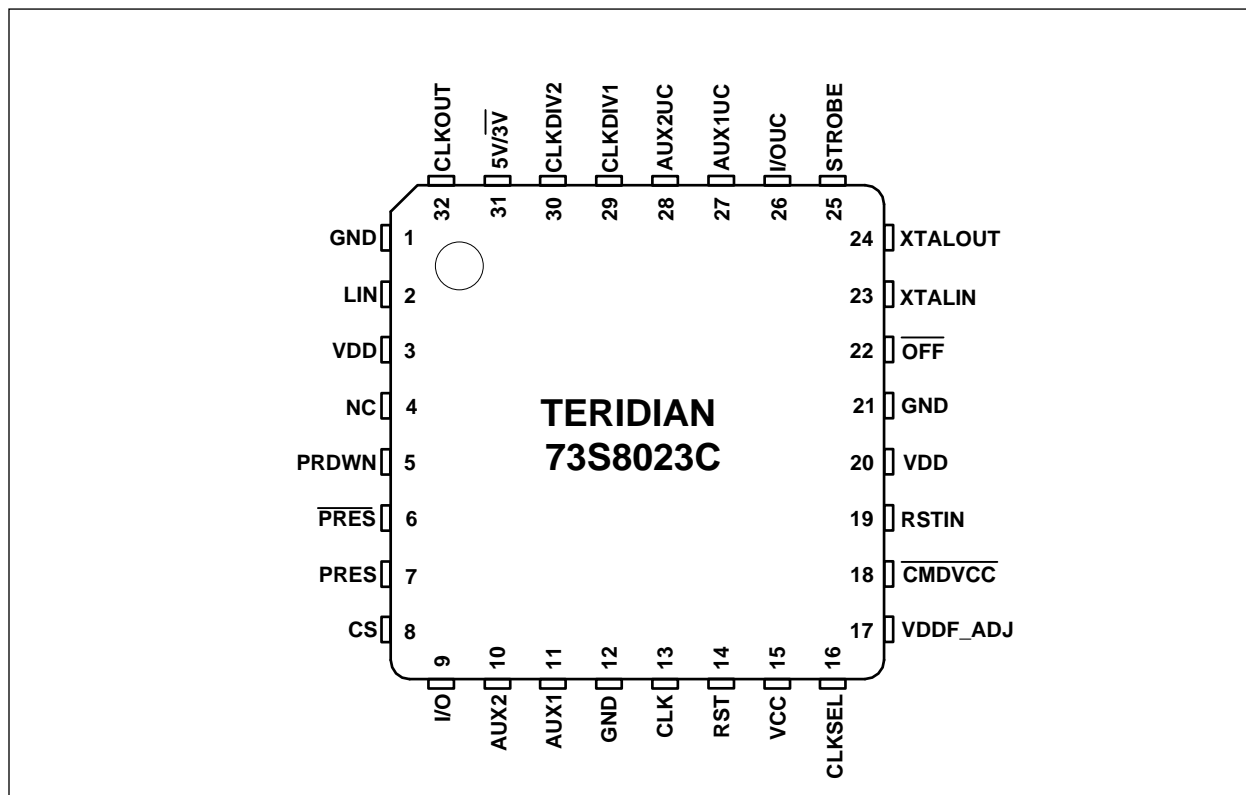 CLKOUT
5V/3V
CLKDIV2
CLKDIV1
AUX2UC
AUX1UC
I/OUC
STROBE
32
31
30
29
28
27
26
25
GND 1
LIN 2
VDD 3
NC 4
PRDWN 5
PRES 6
PRES 7
CS 8
TERIDIAN
73S8023C
24 XTALOUT
23 XTALIN
22 OFF
21 GND
20 VDD
19 RSTIN
18 CMDVCC
17 VDDF_ADJ
9
10
11
12
13
14
15
16
I/O
AUX2
AUX1
GND
CLK
RST
VCC
CLKSEL